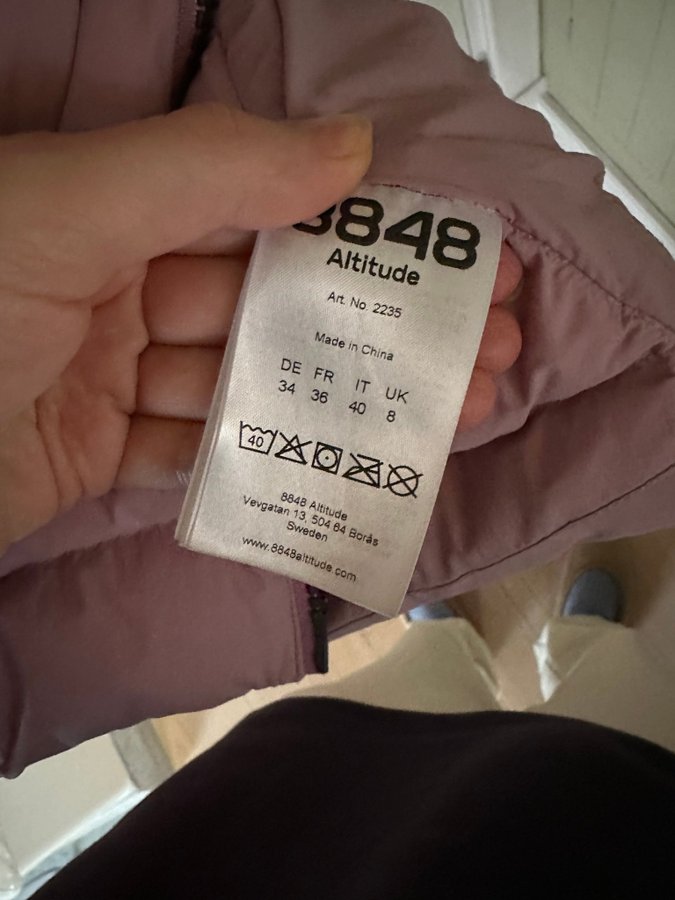 8848
Altitude
Art. No. 2235
Made in China
DE FR IT UK
34 36 40 8
40
8848 Altitude
Vevgatan 13, 504 64 Borås
Sweden
www.8848altitude.com